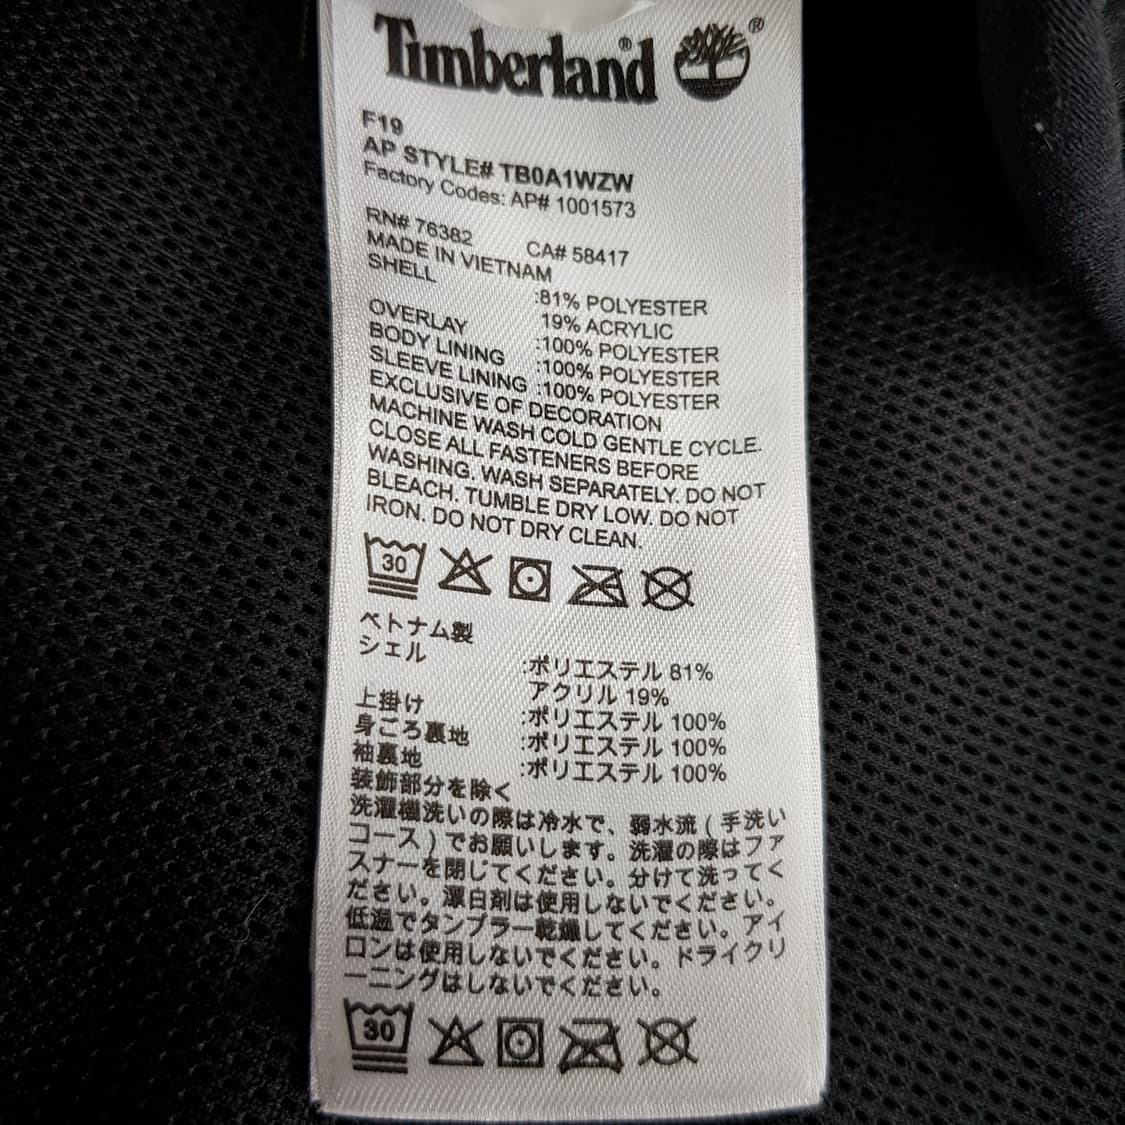 Timberland® ®
F19
AP STYLE# TB0A1WZW
Factory Codes: AP# 1001573
RN# 76382 CA# 58417
MADE IN VIETNAM
SHELL :81% POLYESTER
19% ACRYLIC
OVERLAY :100% POLYESTER
BODY LINING :100% POLYESTER
SLEEVE LINING :100% POLYESTER
EXCLUSIVE OF DECORATION
MACHINE WASH COLD GENTLE CYCLE.
CLOSE ALL FASTENERS BEFORE
WASHING. WASH SEPARATELY. DO NOT
BLEACH. TUMBLE DRY LOW. DO NOT
IRON. DO NOT DRY CLEAN.
30
ベトナム製
シェル :ポリエステル 81%
アクリル 19%
上掛け :ポリエステル 100%
身ごろ裏地 :ポリエステル 100%
袖裏地 :ポリエステル 100%
装飾部分を除く
洗濯機洗いの際は冷水で、弱水流（手洗い
コース）でお願いします。洗濯の際はファ
スナーを閉じてください。分けて洗ってく
ださい。漂白剤は使用しないでください。
低温でタンブラー乾燥してください。アイ
ロンは使用しないでください。ドライクリ
ーニングはしないでください。
30